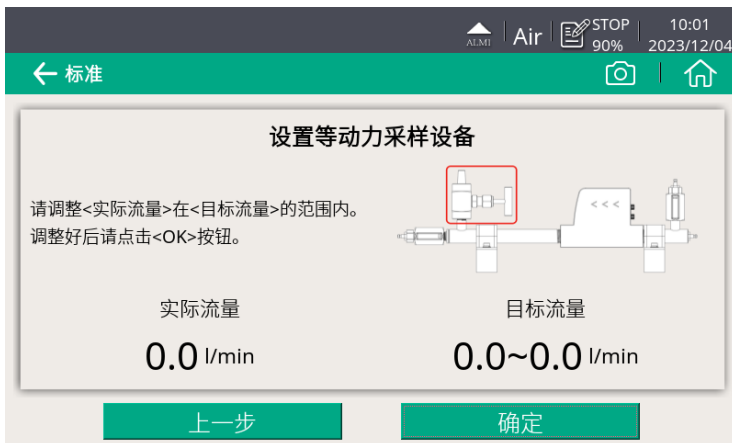 ALM1 Air STOP 10:01
90% 2023/12/04
标准
设置等动力采样设备
请调整<实际流量>在<目标流量>的范围内。
调整好后请点击<OK>按钮。
< < <
实际流量 目标流量
0.0 l/min 0.0~0.0 l/min
上一步 确定